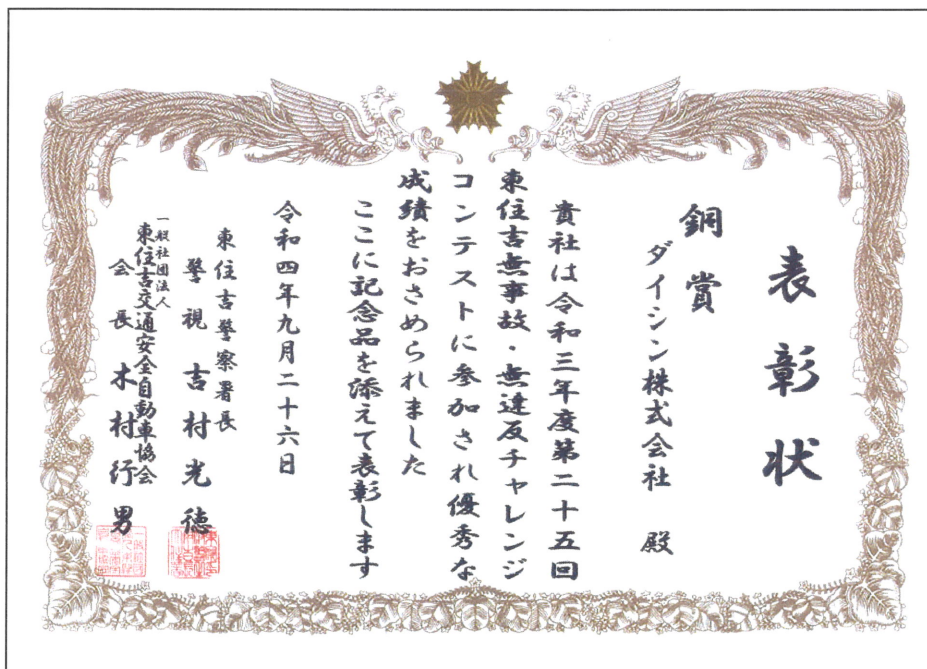 表彰状
銅賞
ダイシン株式会社 殿
貴社は令和三年度第二十五回
東住吉無事故・無違反チャレンジ
コンテストに参加され優秀な
成績をおさめられました
ここに記念品を添えて表彰します
令和四年九月二十六日
東住吉警察署長
警視 吉村光徳
一般社団法人
東住吉交通安全自動車協会
会長 木村行男